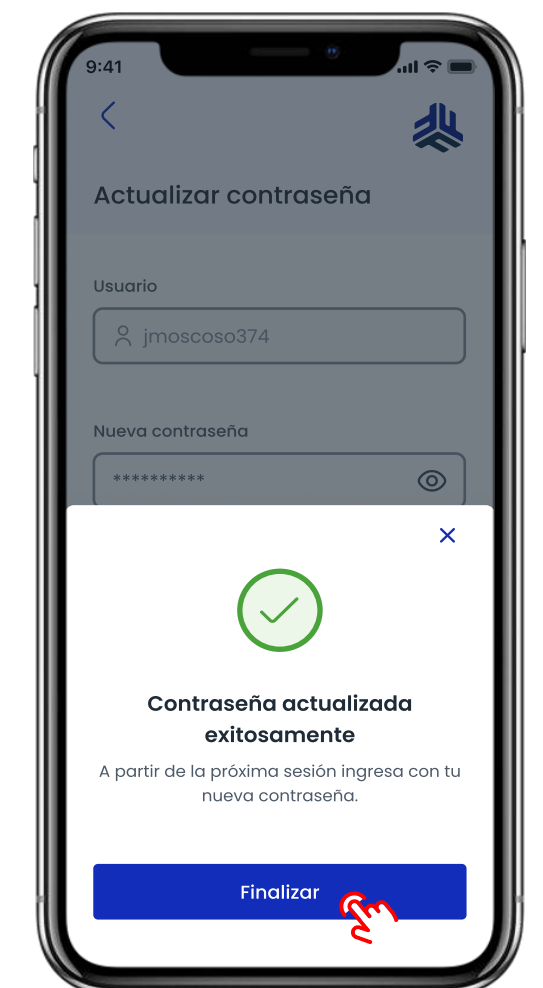 9:41
Actualizar contraseña
Usuario
jmoscoso374
Nueva contraseña
**********
Contraseña actualizada
exitosamente
A partir de la próxima sesión ingresa con tu
nueva contraseña.
Finalizar